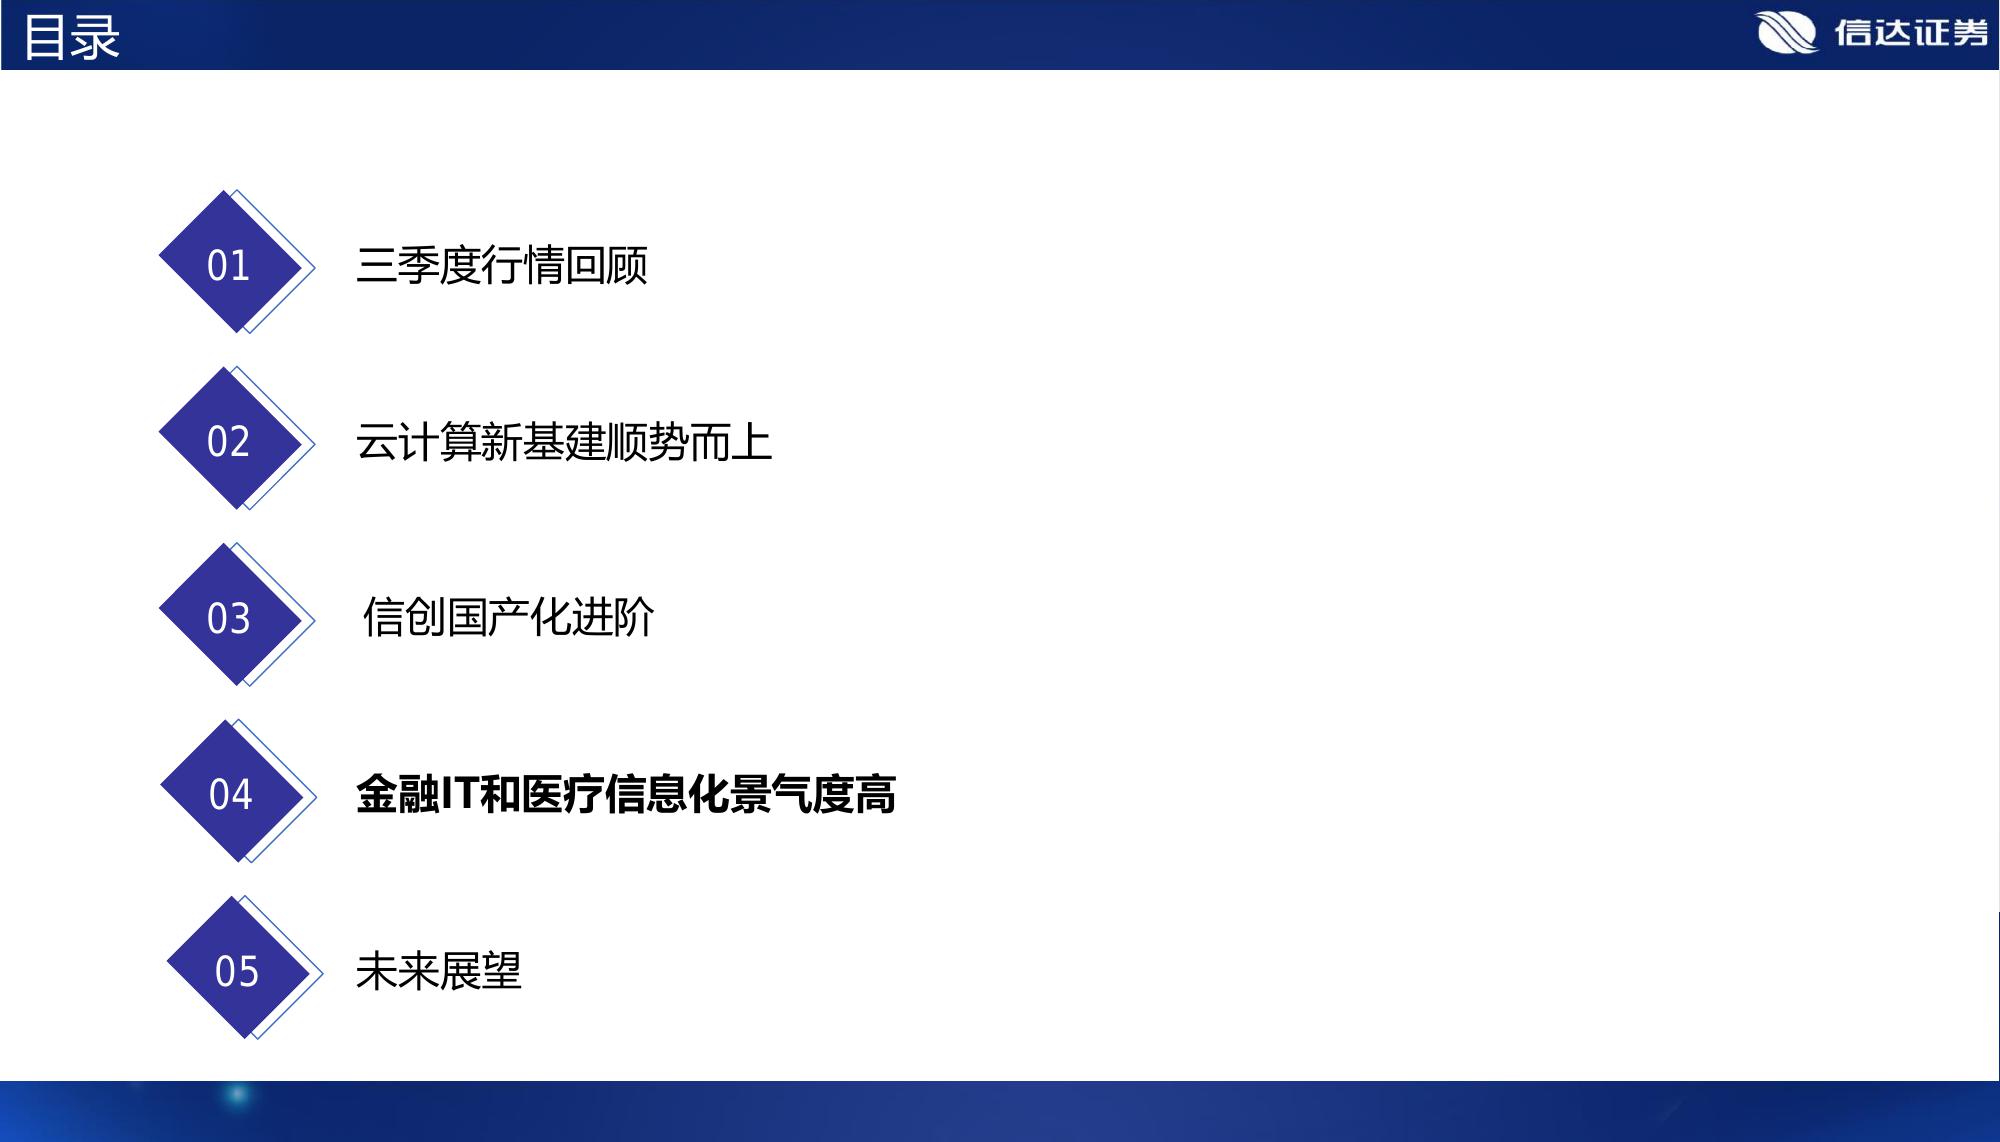 目录
信达证券
01
三季度行情回顾
02
云计算新基建顺势而上
03
信创国产化进阶
04
金融IT和医疗信息化景气度高
05
未来展望